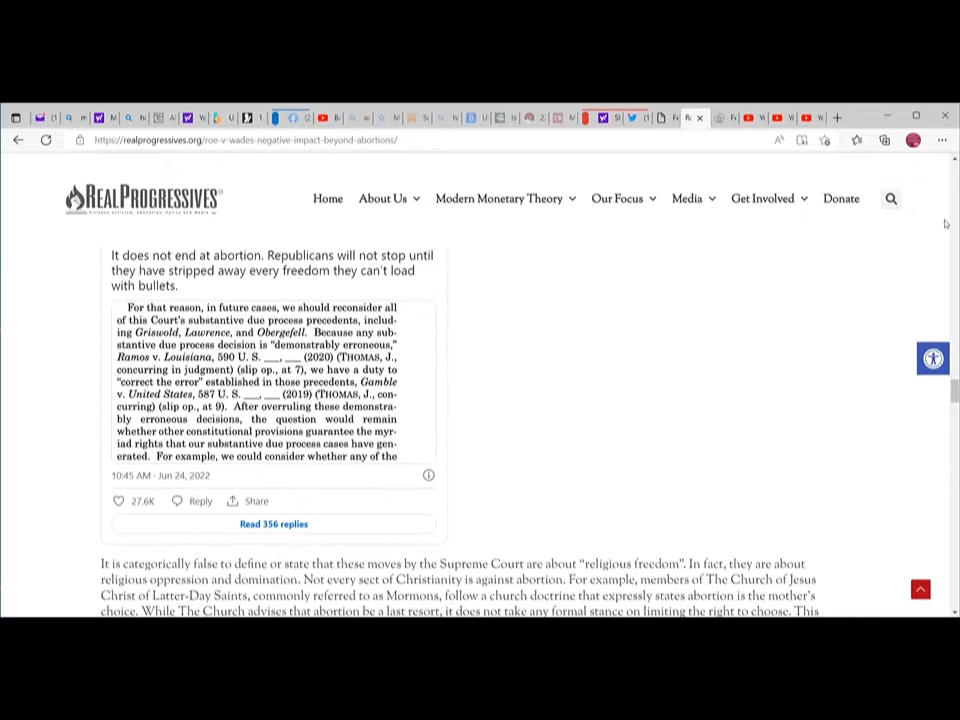 https://realprogressives.org/roe-v-wades-negative-impact-beyond-abortions/
REALPROGRESSIVES
Home About Us Modern Monetary Theory Our Focus Media Get Involved Donate
It does not end at abortion. Republicans will not stop until
they have stripped away every freedom they can't load
with bullets.
For that reason, in future cases, we should reconsider all
of this Court's substantive due process precedents, includ-
ing Griswold, Lawrence, and Obergefell. Because any sub-
stantive due process decision is "demonstrably erroneous,"
Ramos v. Louisiana, 590 U. S. ___, ___ (2020) (THOMAS, J.,
concurring in judgment) (slip op., at 7), we have a duty to
"correct the error" established in those precedents, Gamble
v. United States, 587 U. S. ___, ___ (2019) (THOMAS, J., con-
curring) (slip op., at 9). After overruling these demonstra-
bly erroneous decisions, the question would remain
whether other constitutional provisions guarantee the myr-
iad rights that our substantive due process cases have gen-
erated. For example, we could consider whether any of the
10:45 AM · Jun 24, 2022
27.6K Reply Share
Read 356 replies
It is categorically false to define or state that these moves by the Supreme Court are about "religious freedom". In fact, they are about
religious oppression and domination. Not every sect of Christianity is against abortion. For example, members of The Church of Jesus
Christ of Latter-Day Saints, commonly referred to as Mormons, follow a church doctrine that expressly states abortion is the mother's
choice. While The Church advises that abortion be a last resort, it does not take any formal stance on limiting the right to choose. This